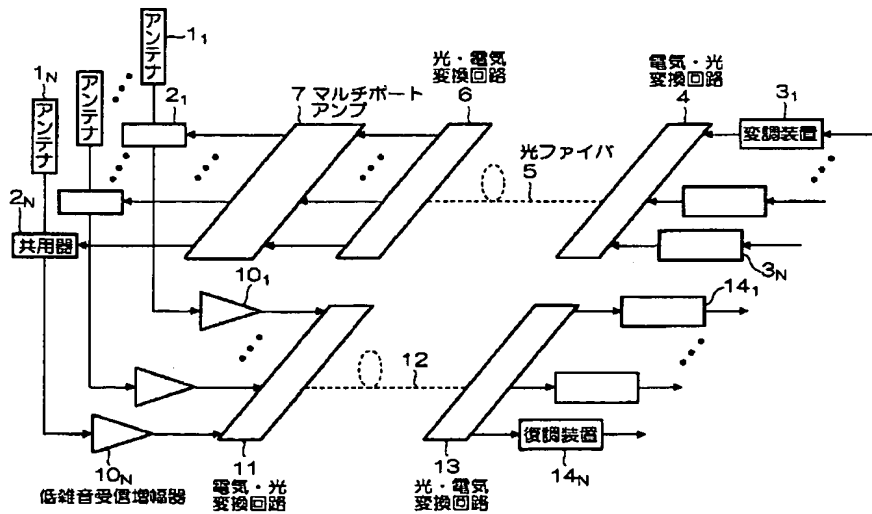 アンテナ
1₁
1N
アンテナ
アンテナ
2₁
7 マルチポート
アンプ
光・電気
変換回路
6
電気・光
変換回路
4
3₁
変調装置
光ファイバ
5
2N
共用器
3N
10₁
14₁
12
10N
低雑音受信増幅器
11
電気・光
変換回路
13
光・電気
変換回路
復調装置
14N